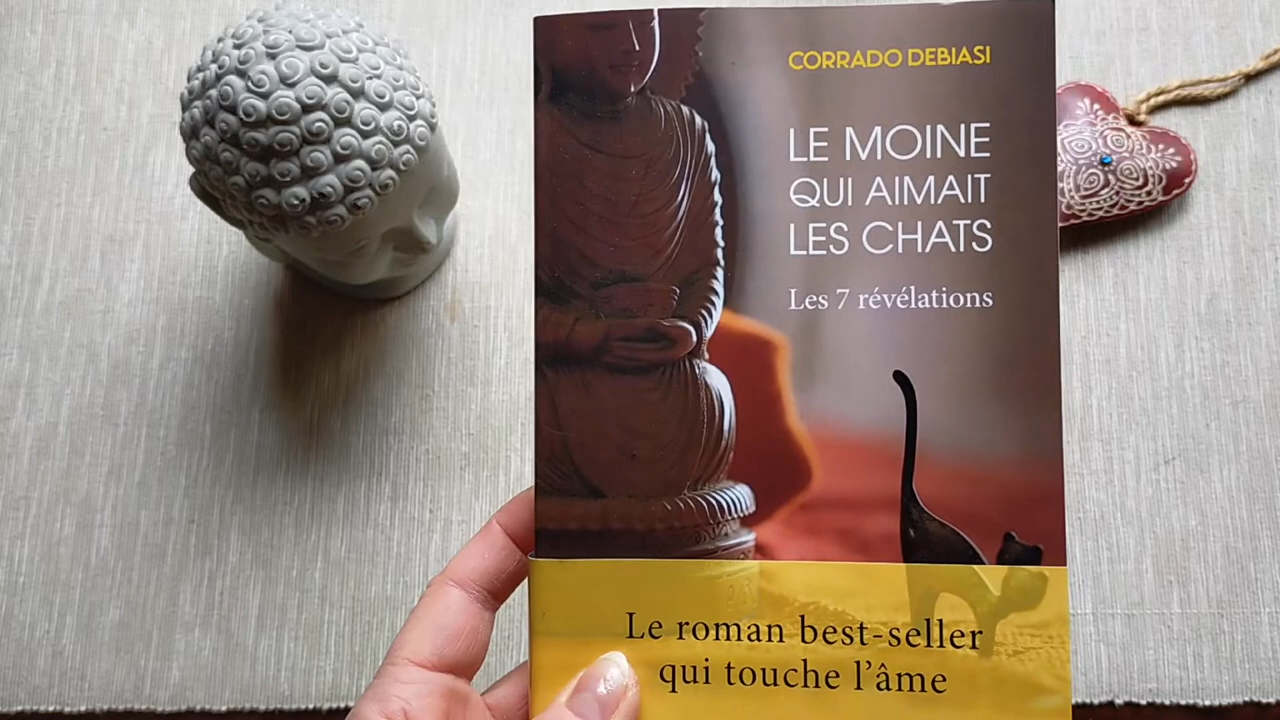 CORRADO DEBIASI
LE MOINE
QUI AIMAIT
LES CHATS
Les 7 révélations
Le roman best-seller
qui touche l'âme